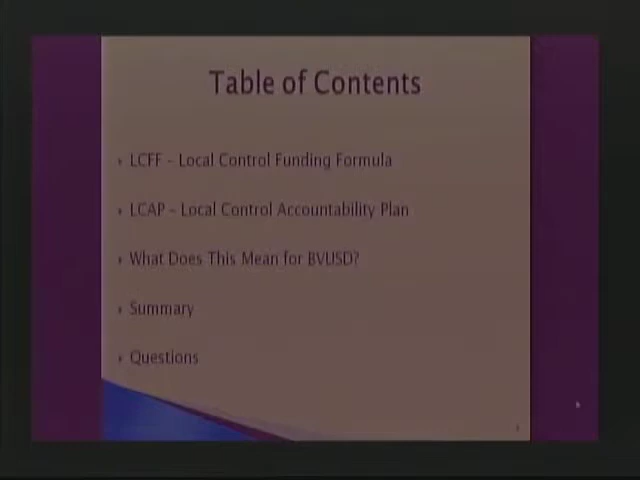 Table of Contents
LCFF – Local Control Funding Formula
LCAP – Local Control Accountability Plan
What Does This Mean for BVUSD?
Summary
Questions